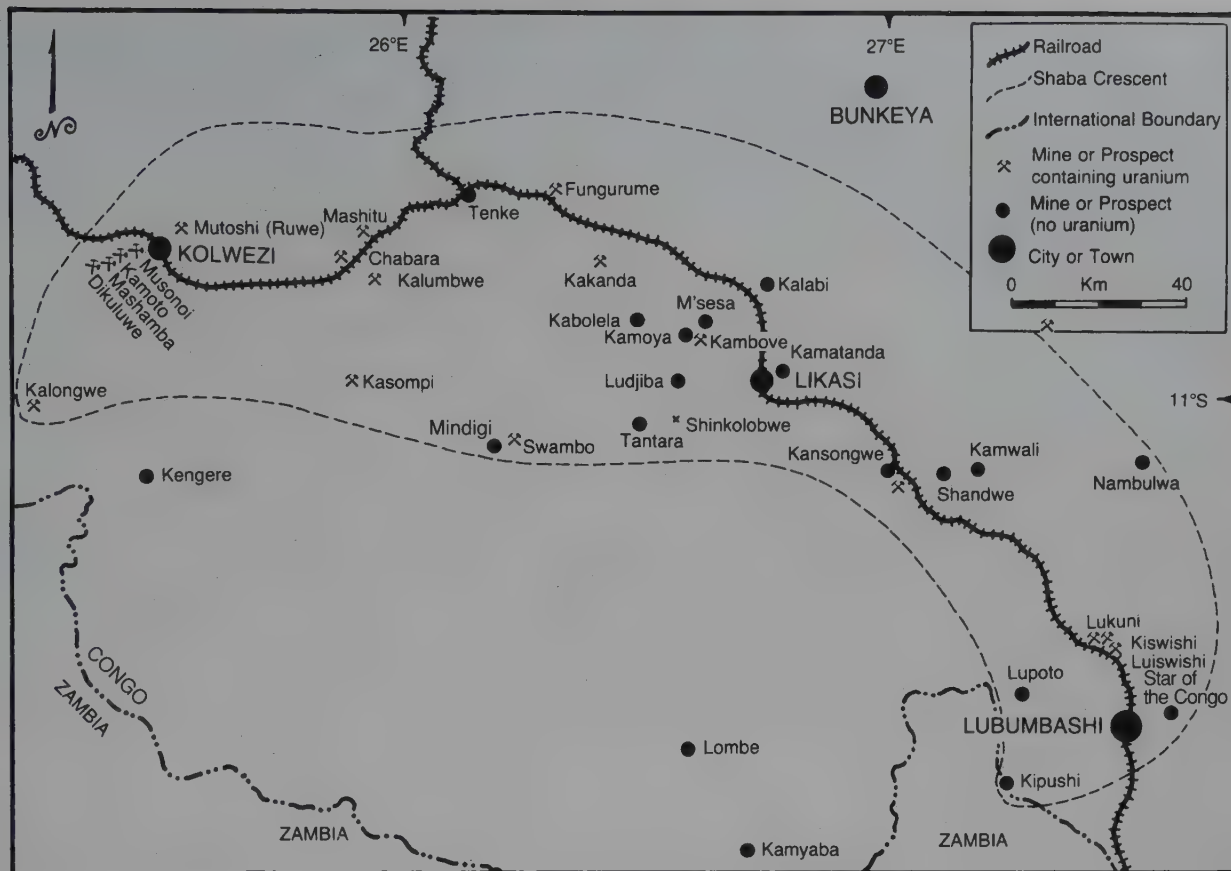 26°E
27°E
N
BUNKEYA
Railroad
Shaba Crescent
International Boundary
Mine or Prospect
containing uranium
Mine or Prospect
(no uranium)
City or Town
0 Km 40
Fungurume
Tenke
Mutoshi (Ruwe)
Mashitu
KOLWEZI
Chabara
Kalumbwe
Musonoi
Kamoto
Mashamba
Dikuluwe
Kakanda
Kalabi
M'sesa
Kabolela
Kamoya
Kambove
Kamatanda
Kalongwe
Kasompi
Ludjiba
LIKASI
11°S
Mindigi
Swambo
Tantara
Shinkolobwe
Kengere
Kansongwe
Kamwali
Shandwe
Nambulwa
Lukuni
Kiswishi
Luiswishi
Star of
the Congo
Lupoto
LUBUMBASHI
CONGO
ZAMBIA
Lombe
Kipushi
ZAMBIA
ZAMBIA
Kamyaba